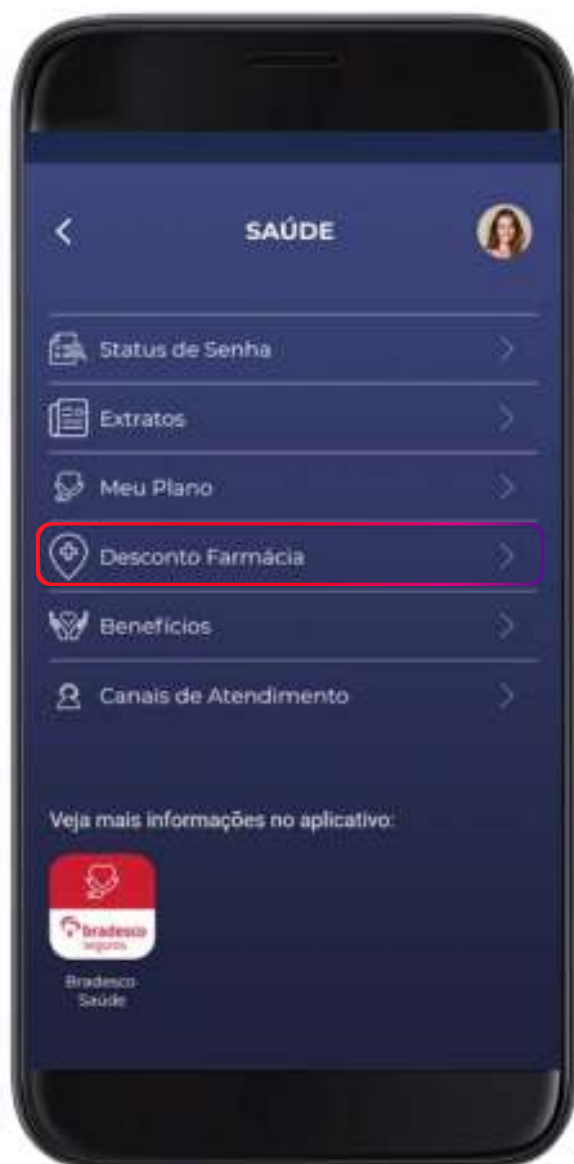 SAÚDE
Status de Senha
Extratos
Meu Plano
Desconto Farmácia
Benefícios
Canais de Atendimento
Veja mais informações no aplicativo:
bradesco
seguros
Bradesco
Saúde